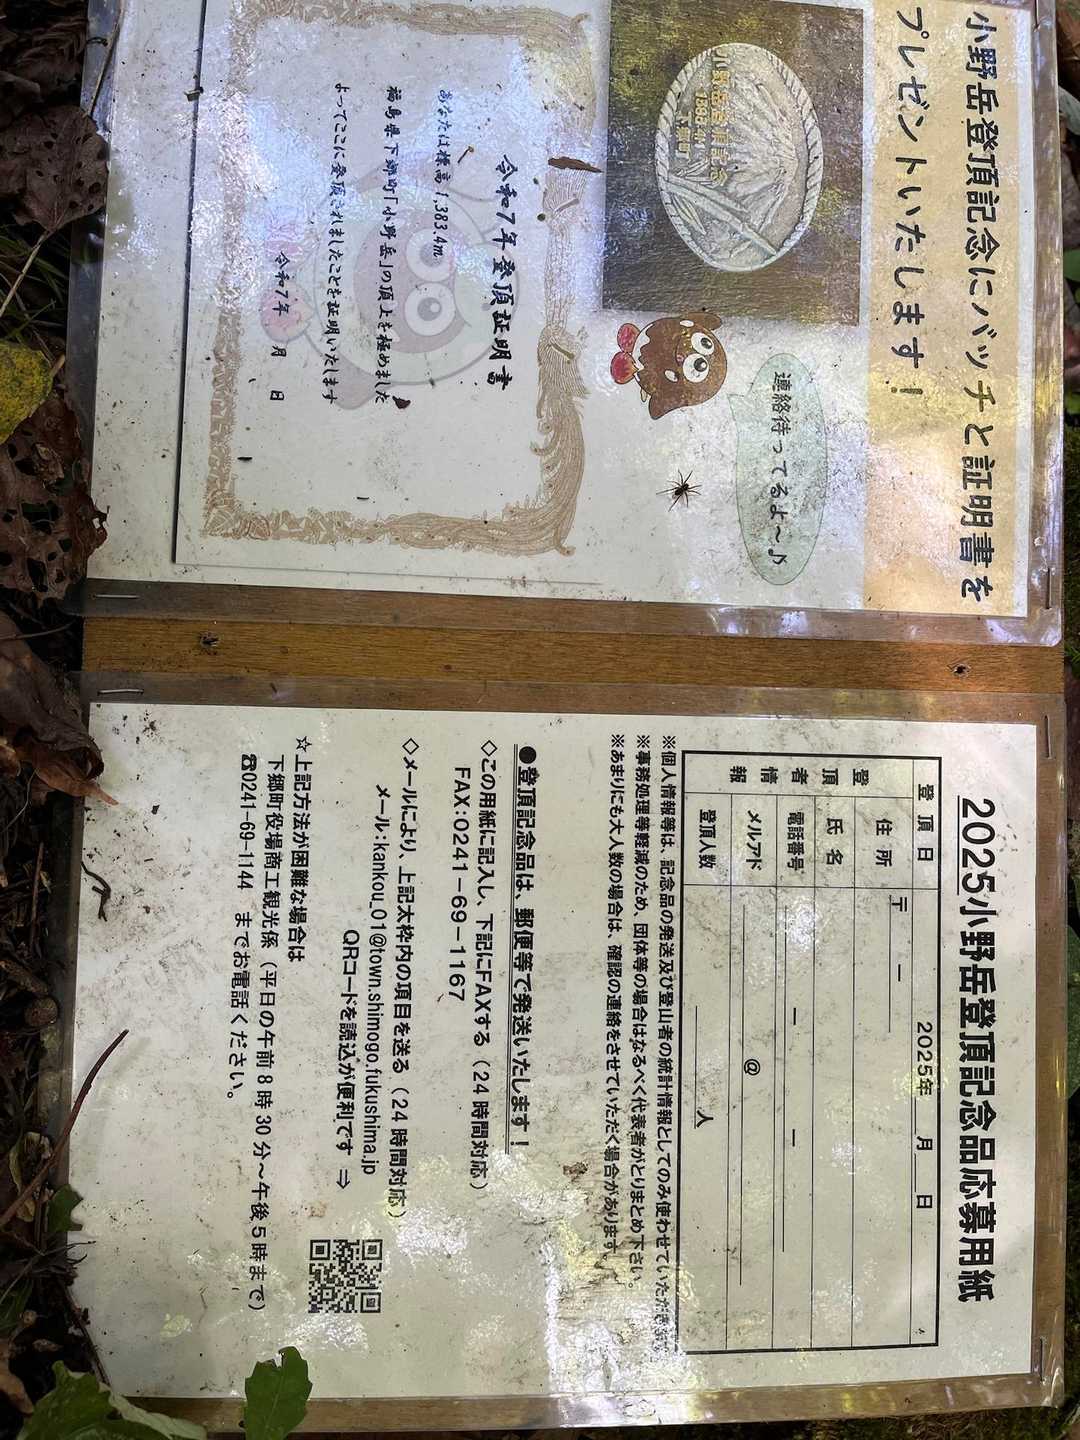 小野岳登頂記念にバッチと証明書を
プレゼントいたします!
小野岳登頂記念
下郷町
連絡待ってるよ～♪
令和7年登頂証明書
あなたは標高1,383.4m
福島県下郷町「小野岳」の頂上を極めました
よってここに登頂されましたことを証明いたします
令和7年 月 日
2025小野岳登頂記念品応募用紙
登頂日 2025年 月 日
登頂者情報
住所 〒 －
氏名
電話番号 － －
メルアド @
登頂人数 人
※個人情報等は、記念品の発送及び登山者の統計情報としてのみ使わせていただきます
※事務処理等軽減のため、団体等の場合はなるべく代表者がとりまとめ下さい。
※あまりにも大人数の場合は、確認の連絡をさせていただく場合があります。
●登頂記念品は、郵便等で発送いたします!
◇この用紙に記入し、下記にFAXする(24時間対応)
FAX:0241-69-1167
◇メールにより、上記太枠内の項目を送る(24時間対応)
メール:kankou_01@town.shimogo.fukushima.jp
QRコードを読込が便利です ⇒
☆上記方法が困難な場合は
下郷町役場商工観光係(平日の午前8時30分～午後5時まで)
☎0241-69-1144 までお電話ください。